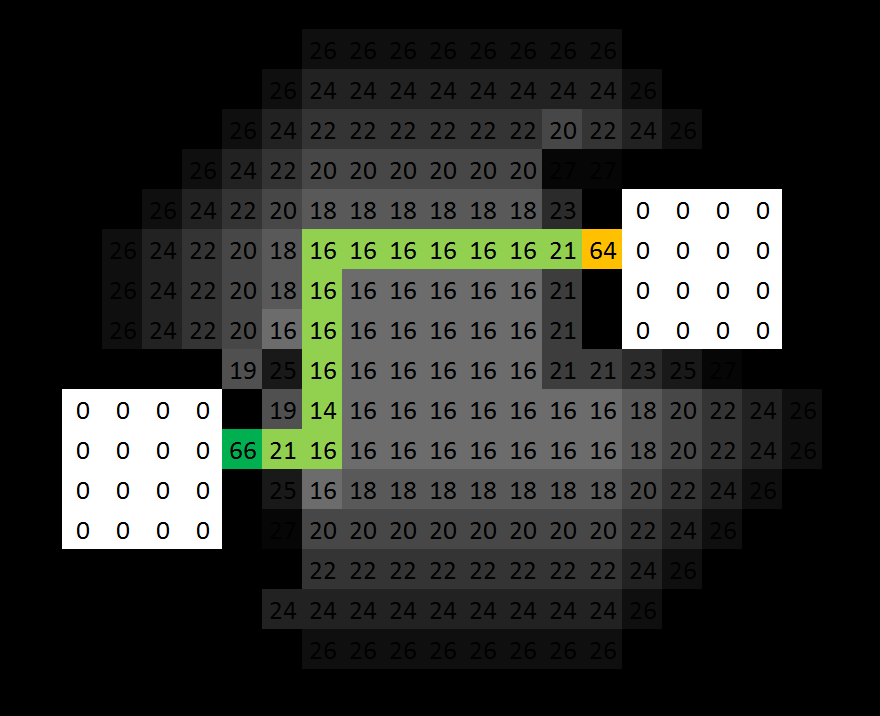 26 26 26 26 26 26 26 26
26 24 24 24 24 24 24 24 24 26
26 24 22 22 22 22 22 22 20 22 24 26
26 24 22 20 20 20 20 20 20 27 27
26 24 22 20 18 18 18 18 18 18 23 0 0 0 0
26 24 22 20 18 16 16 16 16 16 16 21 64 0 0 0 0
26 24 22 20 18 16 16 16 16 16 16 21 0 0 0 0
26 24 22 20 16 16 16 16 16 16 16 21 0 0 0 0
19 25 16 16 16 16 16 16 21 21 23 25 27
0 0 0 0 19 14 16 16 16 16 16 16 16 18 20 22 24 26
0 0 0 0 66 21 16 16 16 16 16 16 16 16 18 20 22 24 26
0 0 0 0 25 16 18 18 18 18 18 18 18 20 22 24 26
0 0 0 0 27 20 20 20 20 20 20 20 20 22 24 26
22 22 22 22 22 22 22 22 24 26
24 24 24 24 24 24 24 24 24 26
26 26 26 26 26 26 26 26